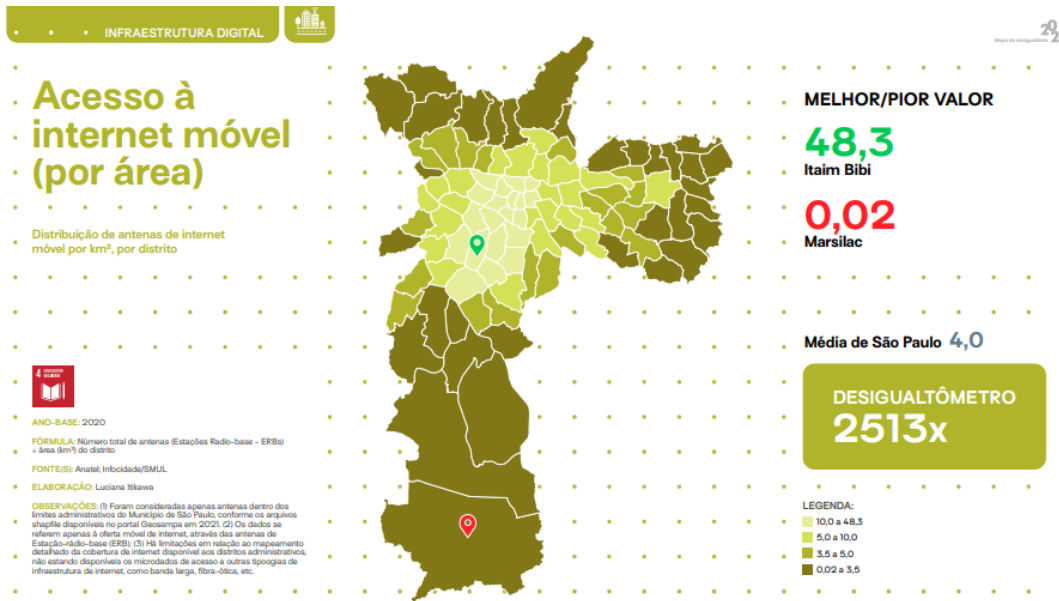 INFRAESTRUTURA DIGITAL
202
Mapa da desigualdade
Acesso à
internet móvel
(por área)
Distribuição de antenas de internet
móvel por km², por distrito
MELHOR/PIOR VALOR
48,3
Itaim Bibi
0,02
Marsilac
Média de São Paulo 4,0
DESIGUALTÔMETRO
2513x
4
ANO-BASE: 2020
FÓRMULA: Número total de antenas (Estações Radio-base - ERBs)
÷ área (km²) do distrito
FONTE(S): Anatel; Infocidade/SMUL
ELABORAÇÃO: Luciana Itikawa
OBSERVAÇÕES: (1) Foram consideradas apenas antenas dentro dos
limites administrativos do Município de São Paulo, conforme os arquivos
shapfile disponíveis no portal Geosampa em 2021. (2) Os dados se
referem apenas à oferta móvel de internet, através das antenas de
Estação-rádio-base (ERB). (3) Há limitações em relação ao mapeamento
detalhado da cobertura de internet disponível aos distritos administrativos,
não estando disponíveis os microdados de acesso a outras tipoogias de
infraestrutura de internet, como banda larga, fibra-ótica, etc.
LEGENDA:
10,0 a 48,3
5,0 a 10,0
3,5 a 5,0
0,02 a 3,5